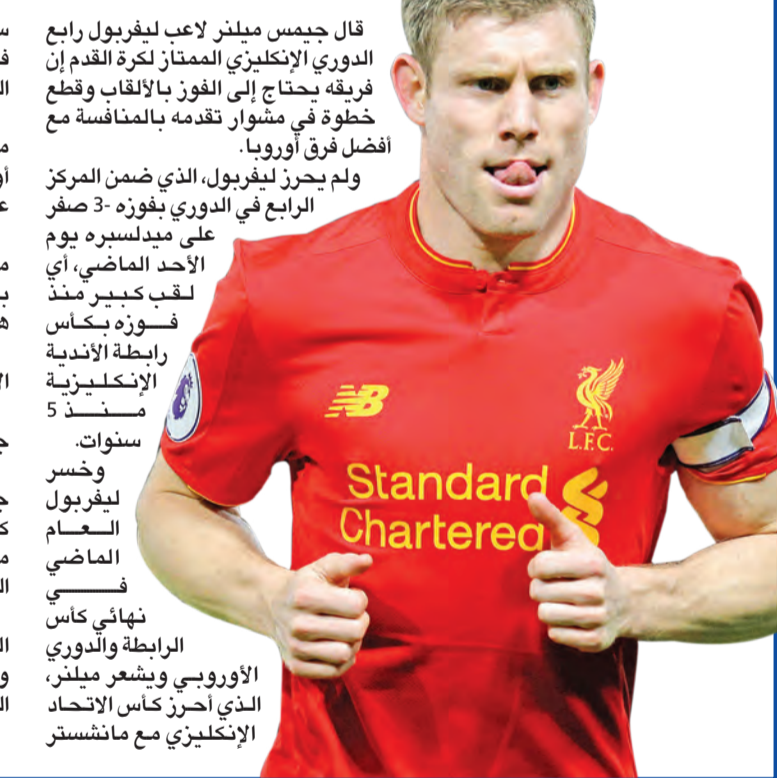 قال جيمس ميلنر لاعب ليفربول رابع
الدوري الإنكليزي الممتاز لكرة القدم إن
فريقه يحتاج إلى الفوز بالألقاب وقطع
خطوة في مشوار تقدمه بالمنافسة مع
أفضل فرق أوروبا.
ولم يحرز ليفربول، الذي ضمن المركز
الرابع في الدوري بفوزه -3 صفر
على ميدلسبره يوم
الأحد الماضي، أي
لقب كبير منذ
فوزه بكأس
رابطة الأندية
الإنكليزية
منذ 5
سنوات.
وخسر
ليفربول
العام
الماضي
في
نهائي كأس
الرابطة والدوري
الأوروبي ويشعر ميلنر،
الذي أحرز كأس الاتحاد
الإنكليزي مع مانشستر
L.F.C.
Standard
Chartered